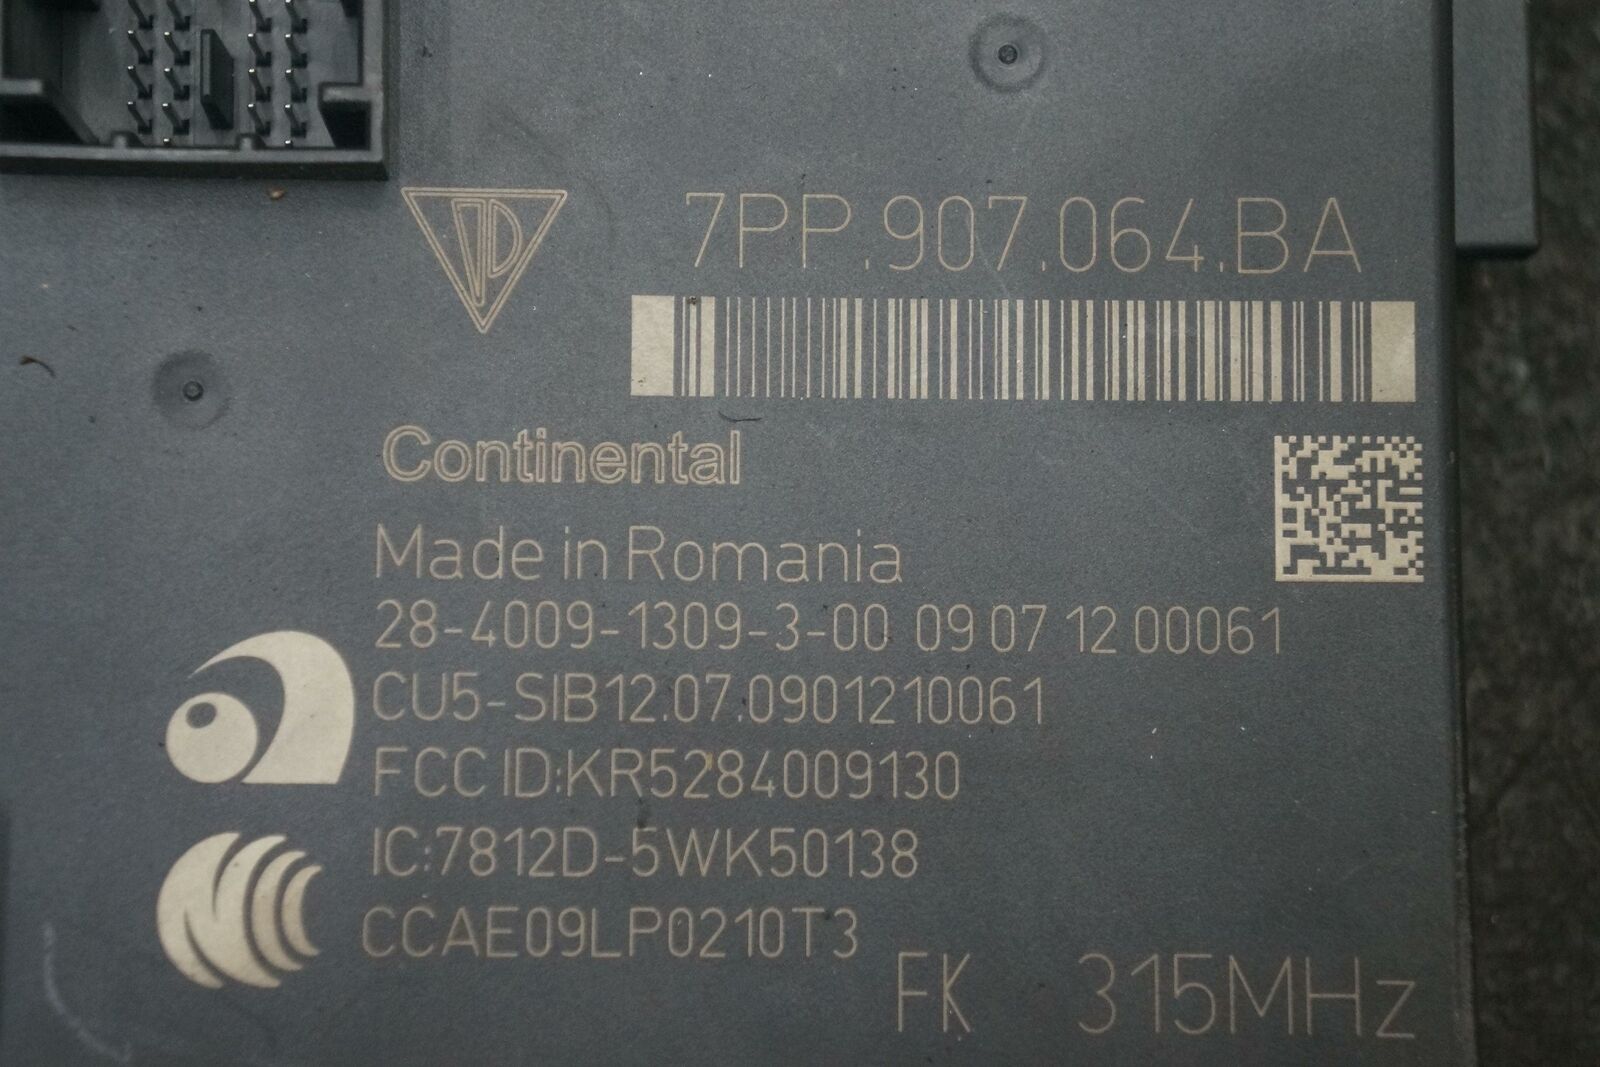 7PP.907.064.BA
Continental
Made in Romania
28-4009-1309-3-00 09 07 12 00061
CU5-SIB12.07.0901210061
FCC ID:KR5284009130
IC:7812D-5WK50138
CCAE09LP0210T3
FK 315MHz